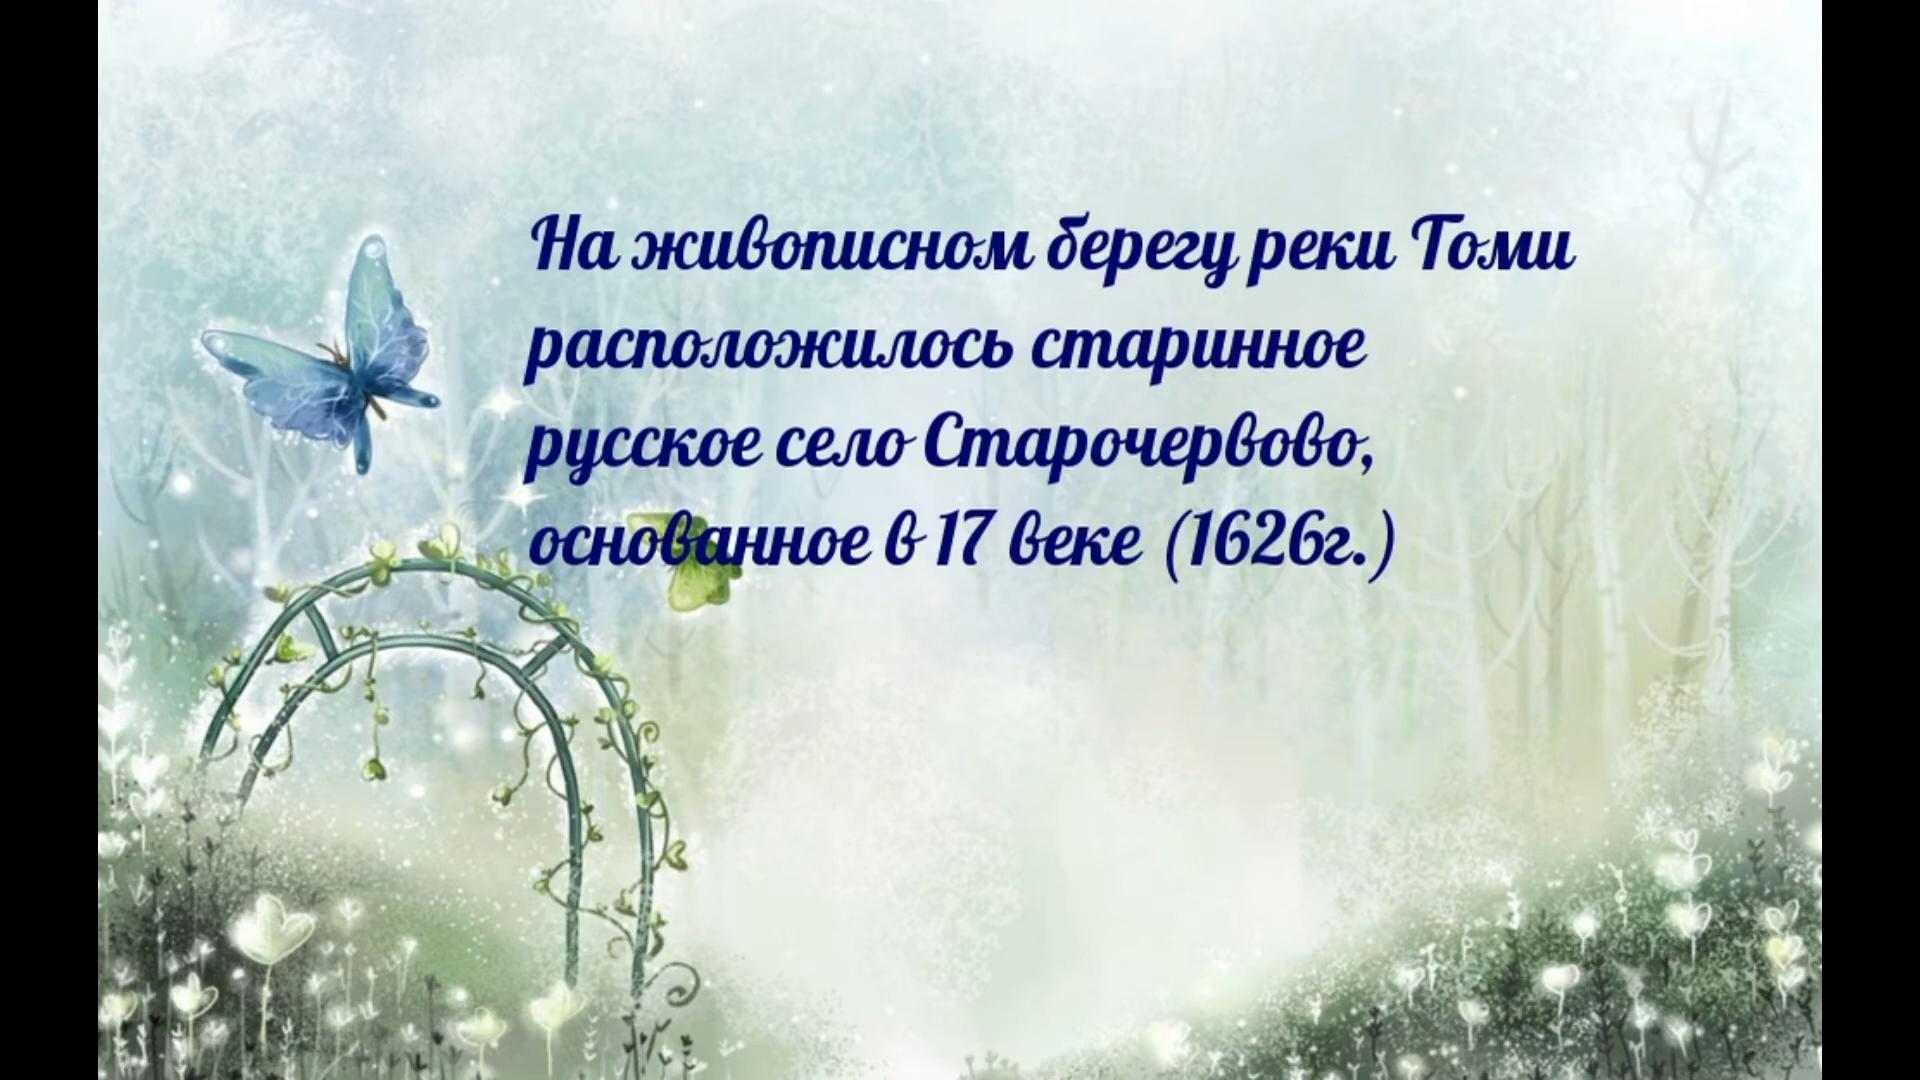 На живописном берегу реки Томи
расположилось старинное
русское село Старочервово,
основанное в 17 веке (1626г.)